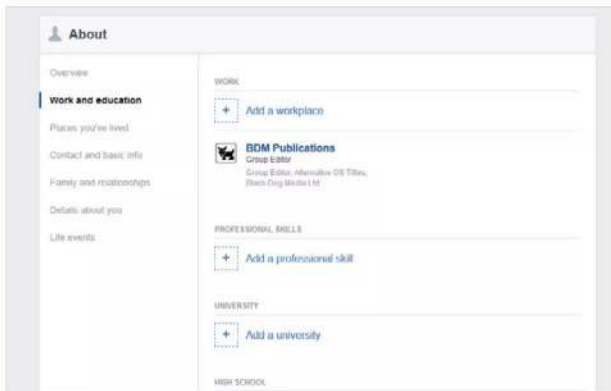 About
Overview
Work and education
Places you've lived
Contact and basic info
Family and relationships
Details about you
Life events
WORK
+ Add a workplace
BDM Publications
Group Editor
Group Editor, Alternative OS Titles,
Black Dog Media Ltd
PROFESSIONAL SKILLS
+ Add a professional skill
UNIVERSITY
+ Add a university
HIGH SCHOOL